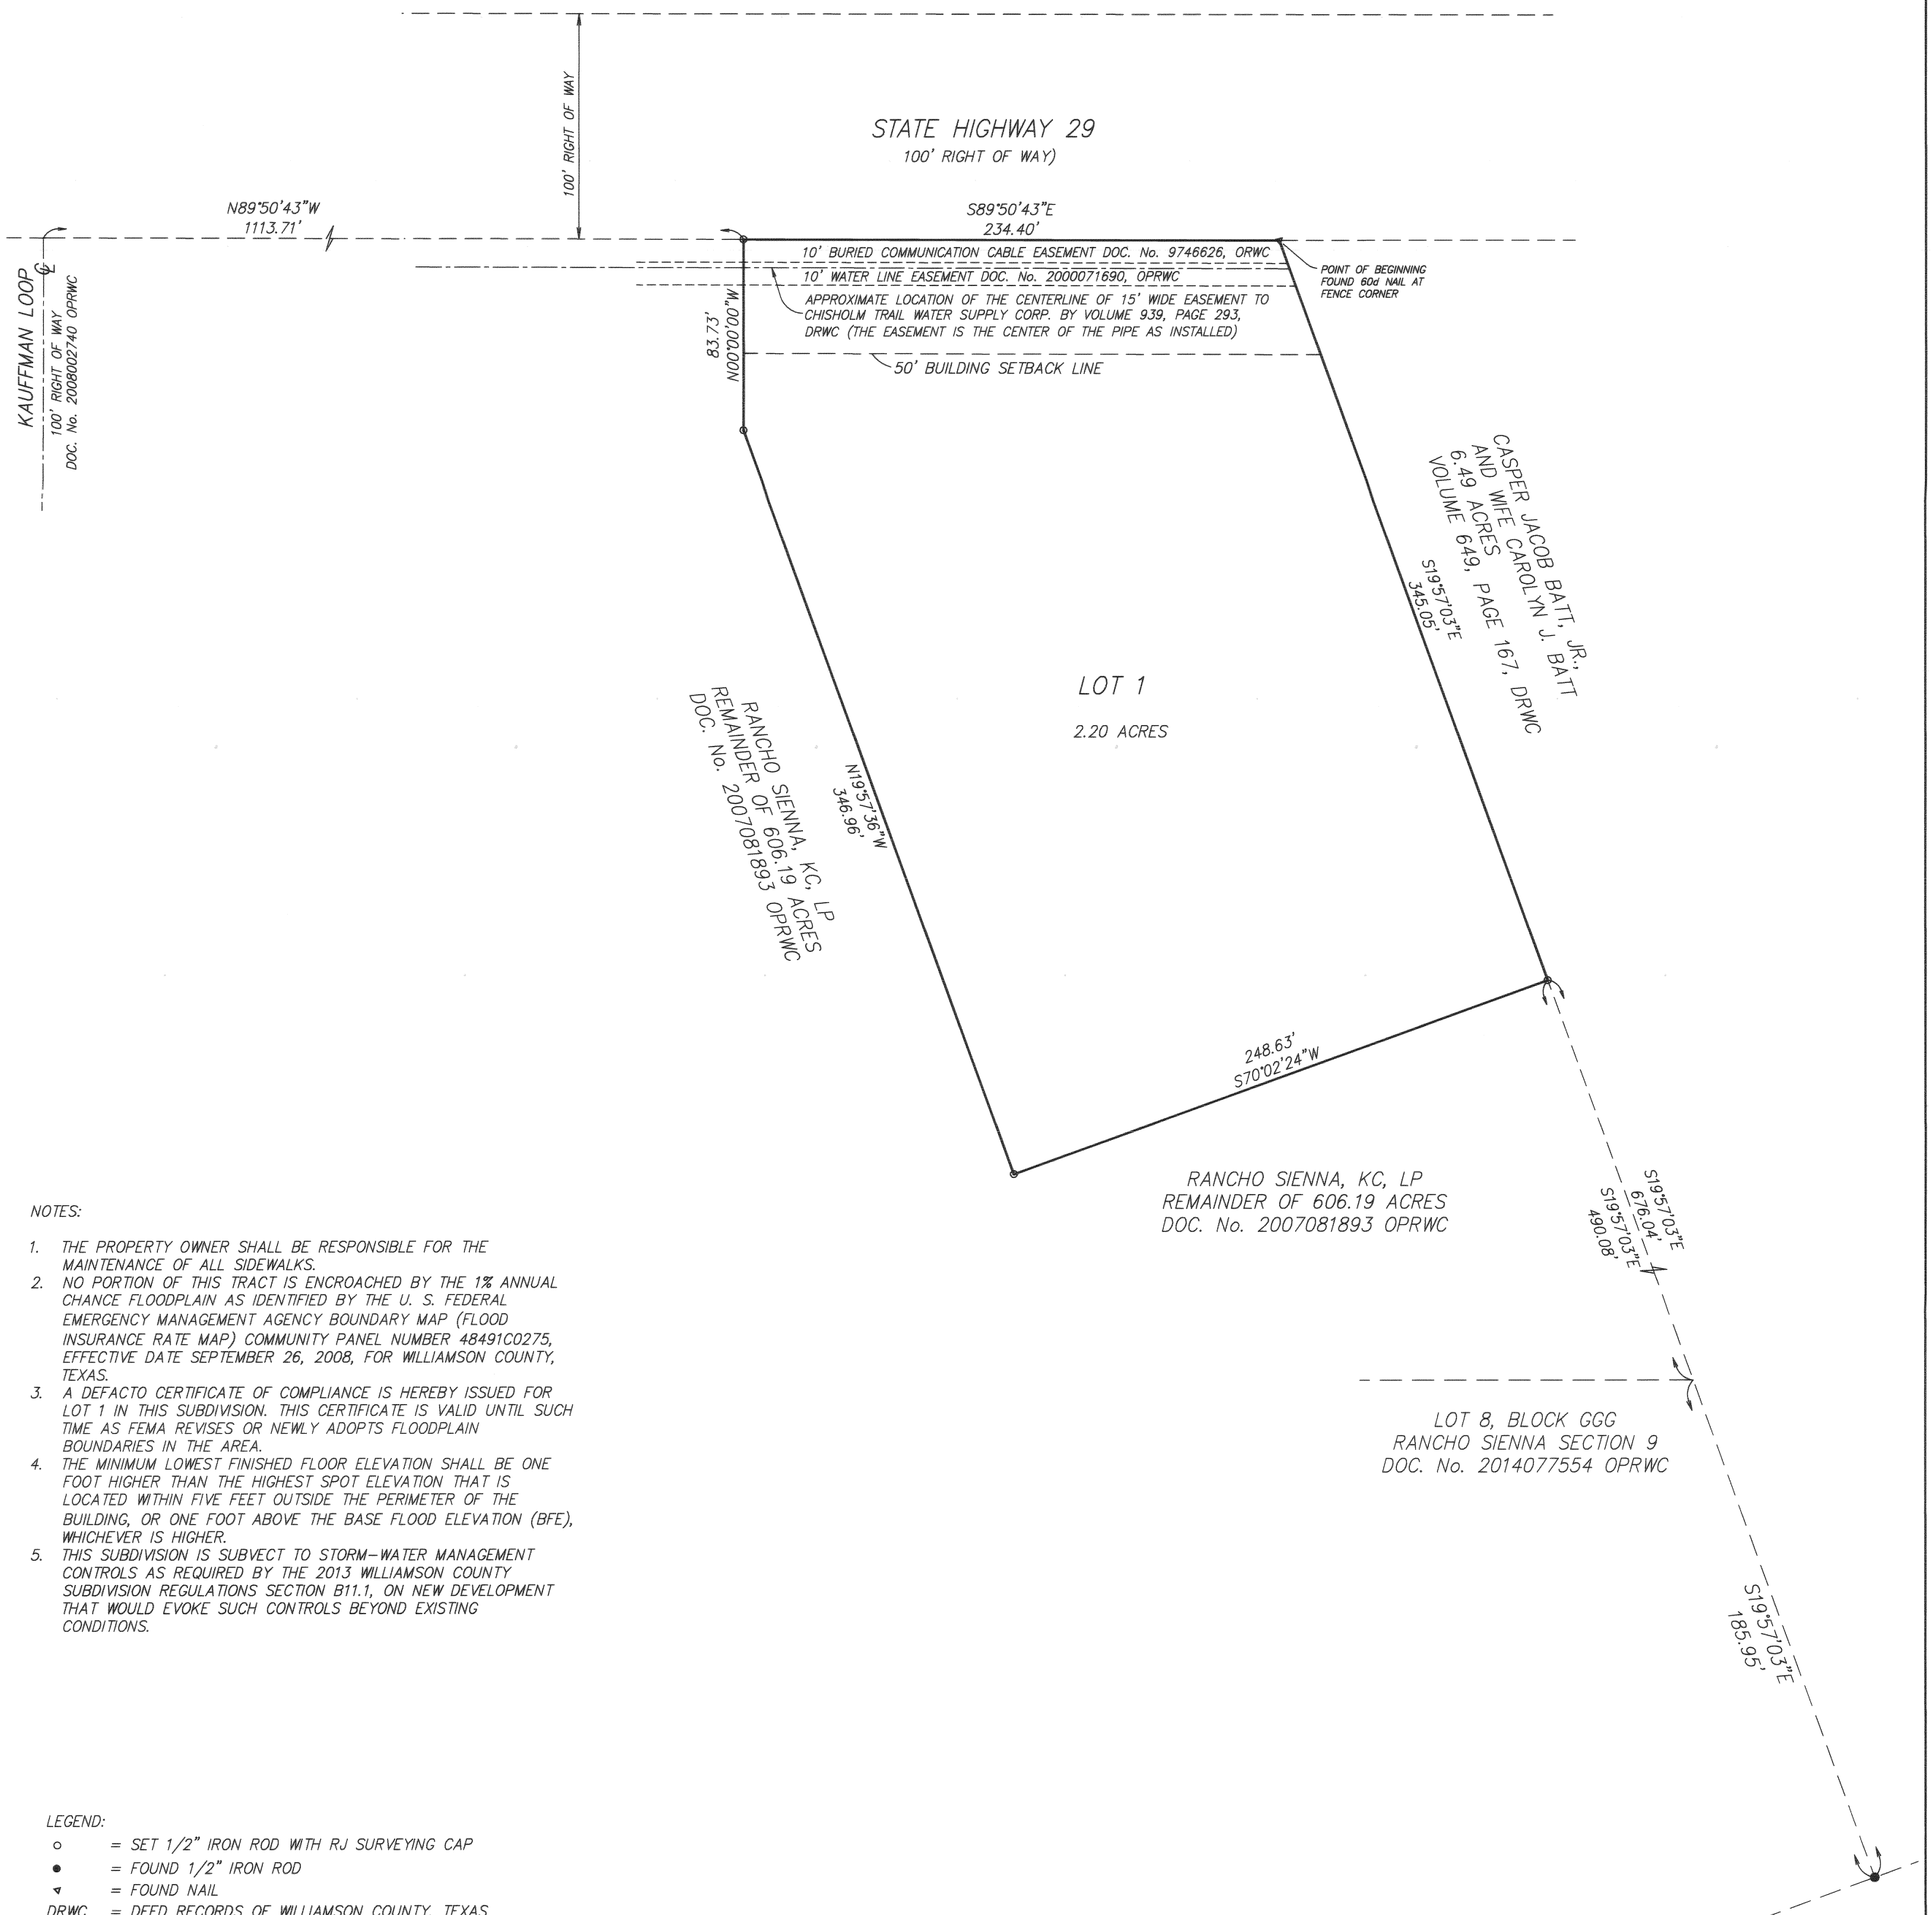 100' RIGHT OF WAY
STATE HIGHWAY 29
100' RIGHT OF WAY)
N89°50'43"W
1113.71'
S89°50'43"E
234.40'
KAUFFMAN LOOP
100' RIGHT OF WAY
DOC. No. 2008002740 OPRWC
10' BURIED COMMUNICATION CABLE EASEMENT DOC. No. 9746626, ORWC
10' WATER LINE EASEMENT DOC. No. 2000071690, OPRWC
APPROXIMATE LOCATION OF THE CENTERLINE OF 15' WIDE EASEMENT TO
CHISHOLM TRAIL WATER SUPPLY CORP. BY VOLUME 939, PAGE 293,
DRWC (THE EASEMENT IS THE CENTER OF THE PIPE AS INSTALLED)
50' BUILDING SETBACK LINE
POINT OF BEGINNING
FOUND 60d NAIL AT
FENCE CORNER
83.73'
N00°00'00"W
CASPER JACOB BATT, JR.,
AND WIFE CAROLYN J. BATT
6.49 ACRES
VOLUME 649, PAGE 167, DRWC
S19°57'03"E
345.05'
LOT 1
2.20 ACRES
RANCHO SIENNA, KC, LP
REMAINDER OF 606.19 ACRES
DOC. No. 2007081893 OPRWC
N19°57'36"W
346.96'
248.63'
S70°02'24"W
RANCHO SIENNA, KC, LP
REMAINDER OF 606.19 ACRES
DOC. No. 2007081893 OPRWC
S19°57'03"E
676.04'
S19°57'03"E
490.08'
LOT 8, BLOCK GGG
RANCHO SIENNA SECTION 9
DOC. No. 2014077554 OPRWC
S19°57'03"E
185.95'
NOTES:
1. THE PROPERTY OWNER SHALL BE RESPONSIBLE FOR THE
MAINTENANCE OF ALL SIDEWALKS.
2. NO PORTION OF THIS TRACT IS ENCROACHED BY THE 1% ANNUAL
CHANCE FLOODPLAIN AS IDENTIFIED BY THE U. S. FEDERAL
EMERGENCY MANAGEMENT AGENCY BOUNDARY MAP (FLOOD
INSURANCE RATE MAP) COMMUNITY PANEL NUMBER 48491C0275,
EFFECTIVE DATE SEPTEMBER 26, 2008, FOR WILLIAMSON COUNTY,
TEXAS.
3. A DEFACTO CERTIFICATE OF COMPLIANCE IS HEREBY ISSUED FOR
LOT 1 IN THIS SUBDIVISION. THIS CERTIFICATE IS VALID UNTIL SUCH
TIME AS FEMA REVISES OR NEWLY ADOPTS FLOODPLAIN
BOUNDARIES IN THE AREA.
4. THE MINIMUM LOWEST FINISHED FLOOR ELEVATION SHALL BE ONE
FOOT HIGHER THAN THE HIGHEST SPOT ELEVATION THAT IS
LOCATED WITHIN FIVE FEET OUTSIDE THE PERIMETER OF THE
BUILDING, OR ONE FOOT ABOVE THE BASE FLOOD ELEVATION (BFE),
WHICHEVER IS HIGHER.
5. THIS SUBDIVISION IS SUBVECT TO STORM-WATER MANAGEMENT
CONTROLS AS REQUIRED BY THE 2013 WILLIAMSON COUNTY
SUBDIVISION REGULATIONS SECTION B11.1, ON NEW DEVELOPMENT
THAT WOULD EVOKE SUCH CONTROLS BEYOND EXISTING
CONDITIONS.
LEGEND:
= SET 1/2" IRON ROD WITH RJ SURVEYING CAP
= FOUND 1/2" IRON ROD
= FOUND NAIL
DRWC = DEED RECORDS OF WILLIAMSON COUNTY, TEXAS